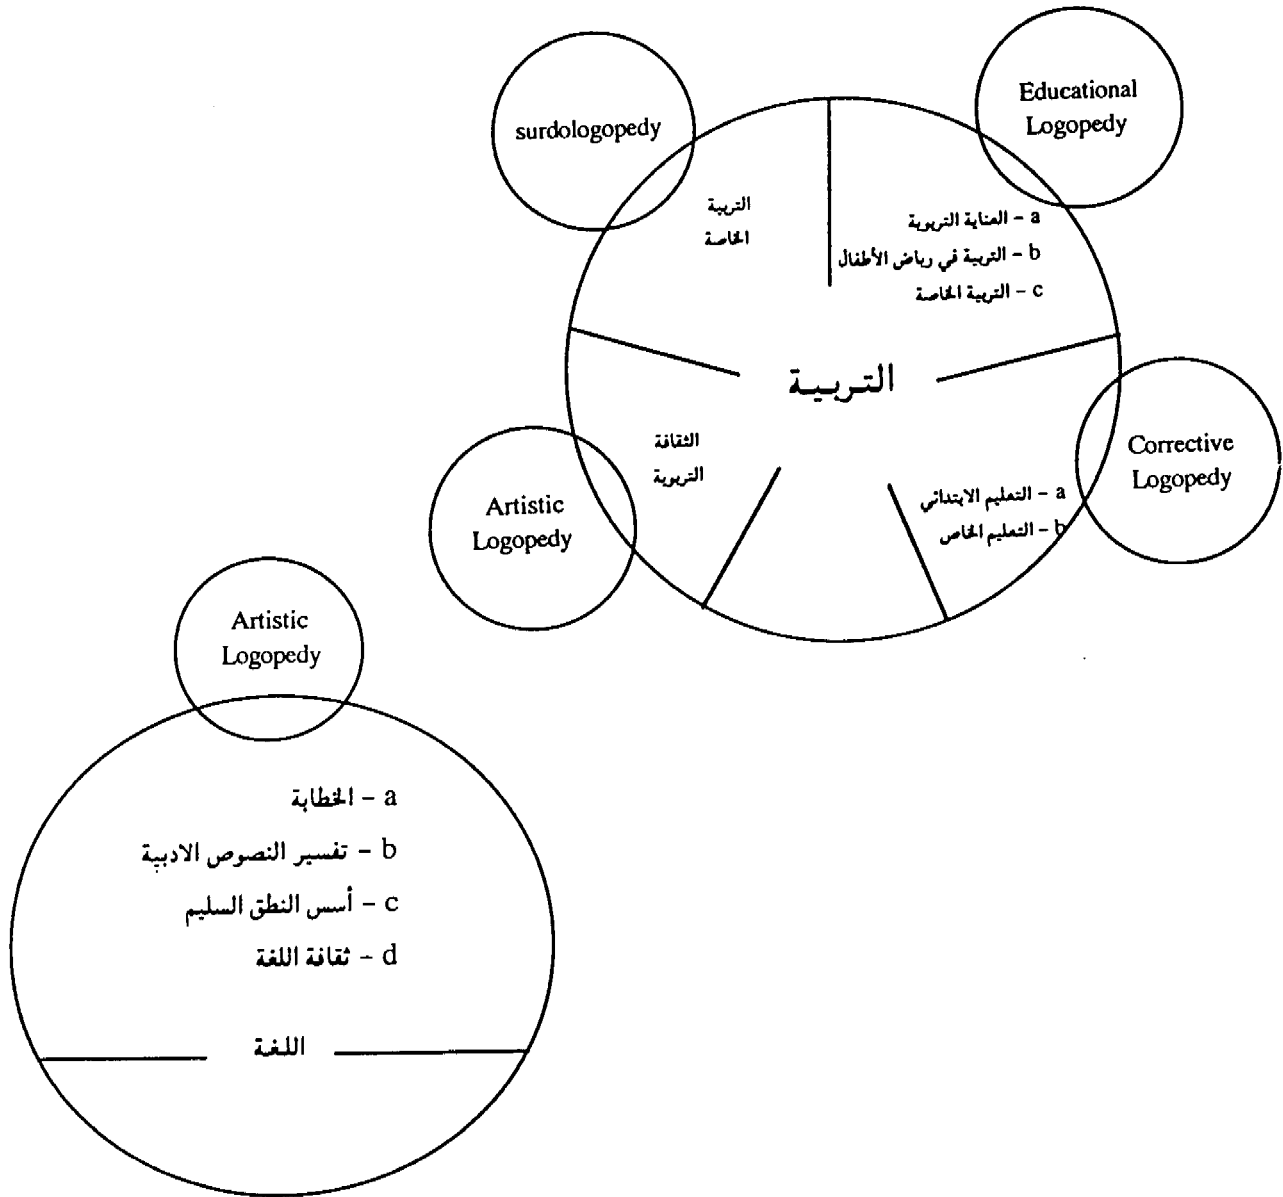 surdologopedy
Educational
Logopedy
التربية
الخاصة
a - العناية التربوية
b - التربية في رياض الأطفال
c - التربية الخاصة
التربية
الثقافة
التربوية
Artistic
Logopedy
Corrective
Logopedy
a - التعليم الابتدائي
b - التعليم الخاص
Artistic
Logopedy
a - الخطابة
b - تفسير النصوص الادبية
c - أسس النطق السليم
d - ثقافة اللغة
اللغة